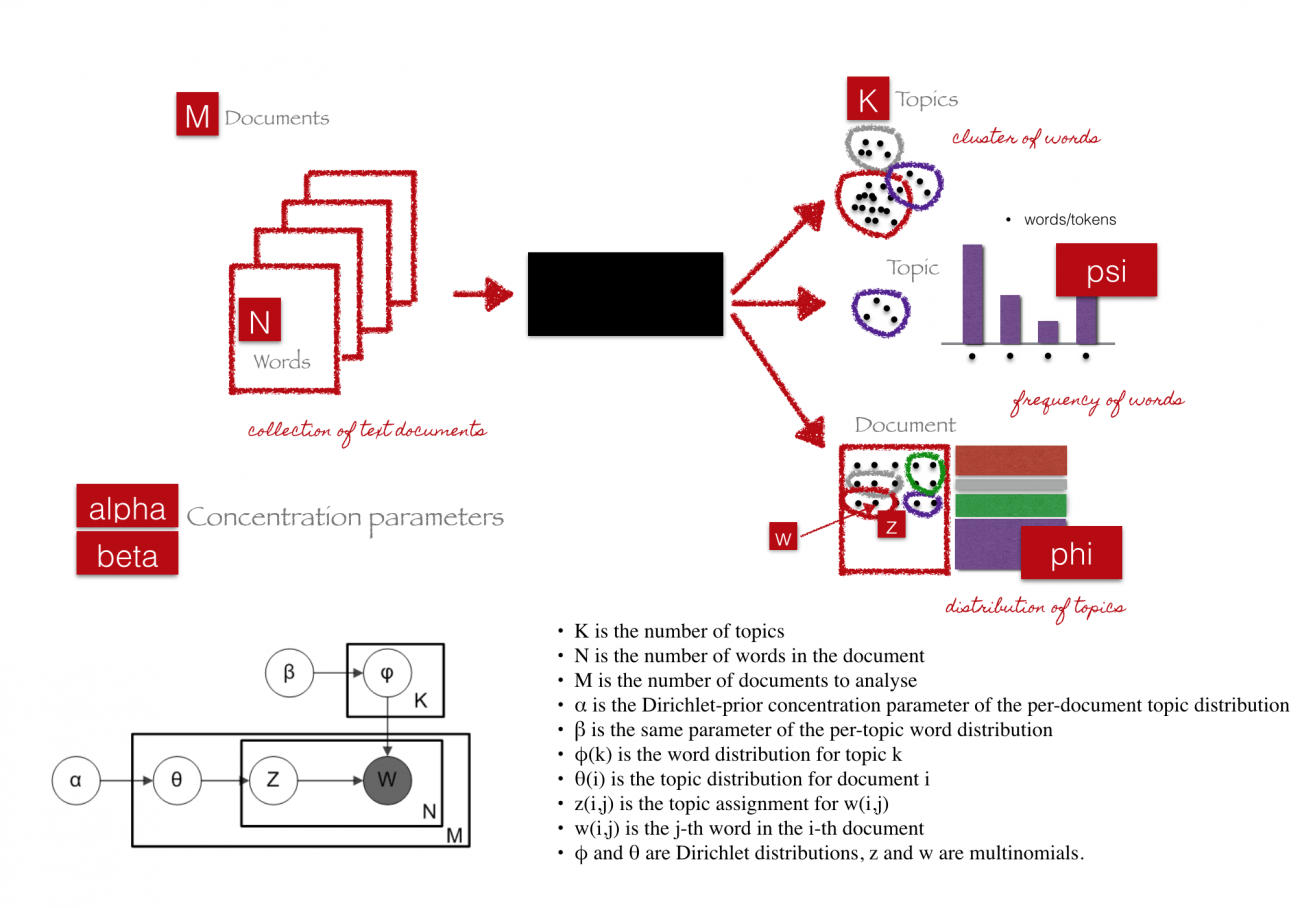 M Documents
N
Words
collection of text documents
K Topics
cluster of words
• words/tokens
Topic
psi
frequency of words
Document
w
z
phi
distribution of topics
alpha
beta
Concentration parameters
β
φ
K
α
θ
Z
W
N
M
• K is the number of topics
• N is the number of words in the document
• M is the number of documents to analyse
• α is the Dirichlet-prior concentration parameter of the per-document topic distribution
• β is the same parameter of the per-topic word distribution
• ϕ(k) is the word distribution for topic k
• θ(i) is the topic distribution for document i
• z(i,j) is the topic assignment for w(i,j)
• w(i,j) is the j-th word in the i-th document
• ϕ and θ are Dirichlet distributions, z and w are multinomials.